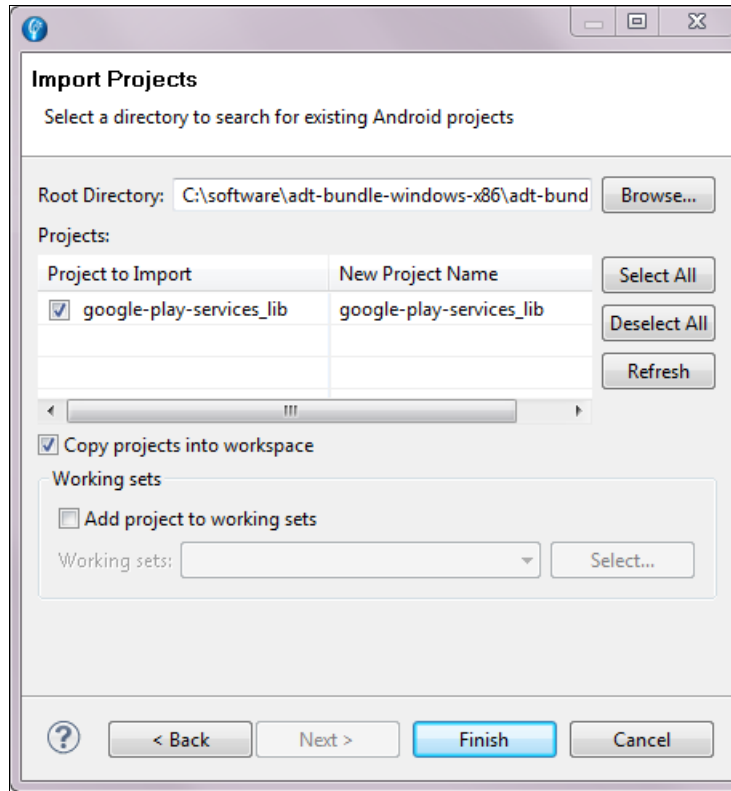 Import Projects
Select a directory to search for existing Android projects
Root Directory: C:\software\adt-bundle-windows-x86\adt-bund Browse...
Projects:
Project to Import New Project Name Select All
google-play-services_lib google-play-services_lib
Deselect All
Refresh
Copy projects into workspace
Working sets
Add project to working sets
Working sets: Select...
? < Back Next > Finish Cancel